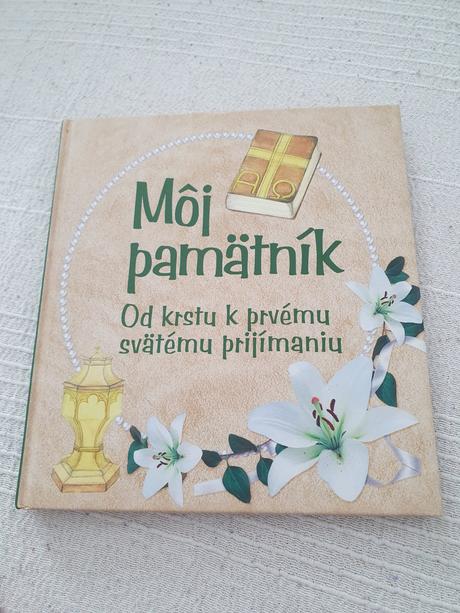 Môj
pamätník
Od krstu k prvému
svätému prijímaniu